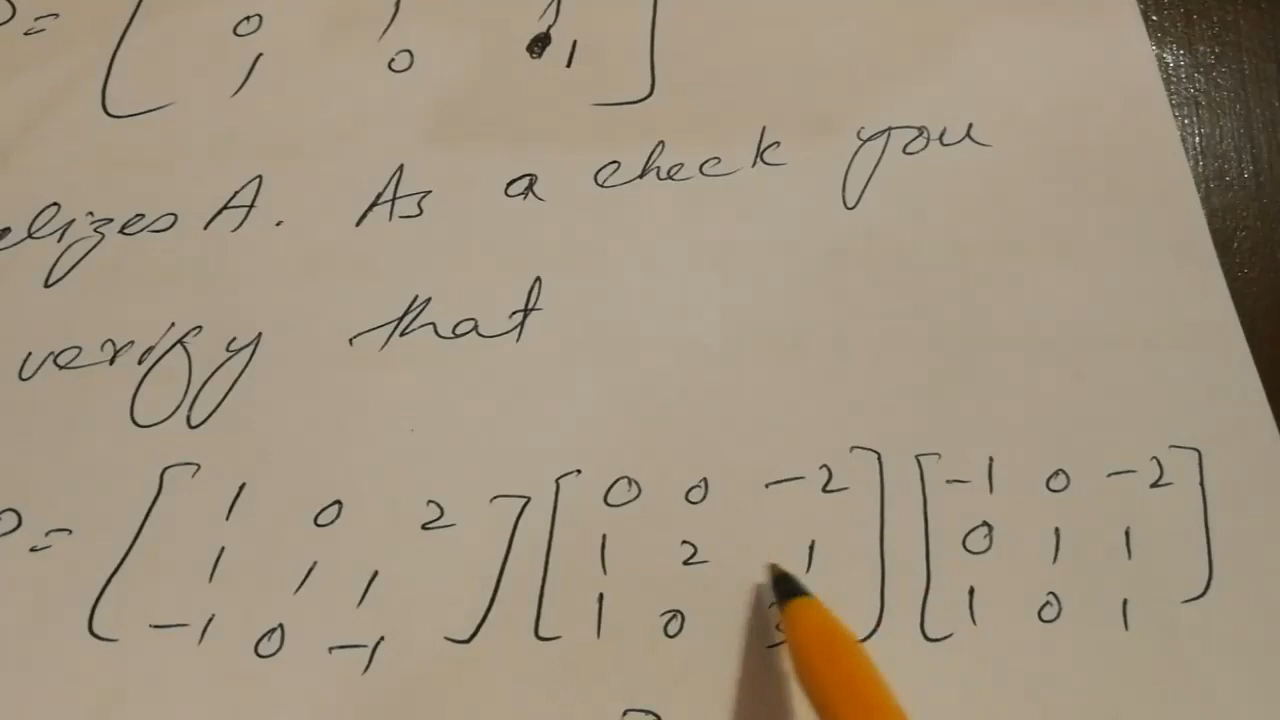 0 1 1
1 0 1
A. As a check you
verify that
= [ 1 0 2 ] [ 0 0 -2 ] [ -1 0 -2 ]
1 1 1 1 2 1 0 1 1
-1 0 -1 1 0 3 1 0 1